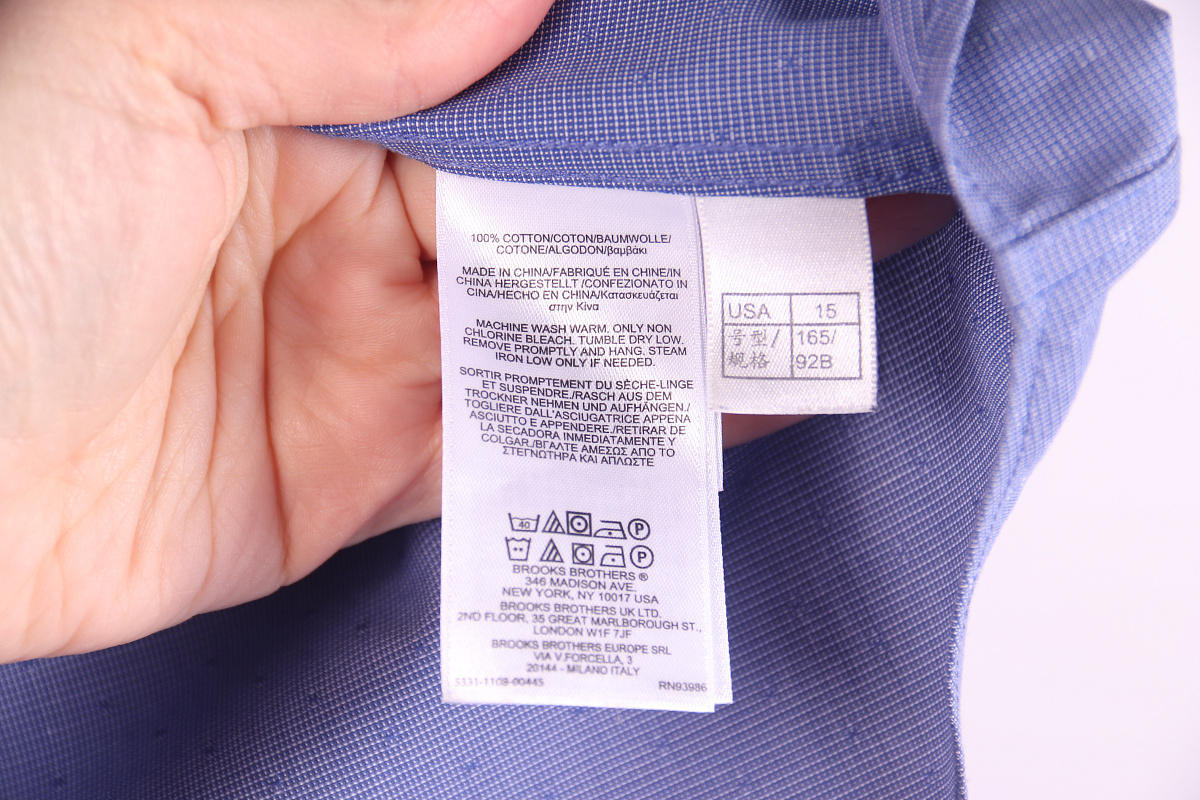 100% COTTON/COTON/BAUMWOLLE/
COTONE/ALGODON/βαμβάκι
MADE IN CHINA/FABRIQUÉ EN CHINE/IN
CHINA HERGESTELLT /CONFEZIONATO IN
CINA/HECHO EN CHINA/Κατασκευάζεται
στην Κίνα
MACHINE WASH WARM. ONLY NON
CHLORINE BLEACH. TUMBLE DRY LOW.
REMOVE PROMPTLY AND HANG. STEAM
IRON LOW ONLY IF NEEDED.
SORTIR PROMPTEMENT DU SÈCHE-LINGE
ET SUSPENDRE./RASCH AUS DEM
TROCKNER NEHMEN UND AUFHÄNGEN./
TOGLIERE DALL'ASCIUGATRICE APPENA
ASCIUTTO E APPENDERE./RETIRAR DE
LA SECADORA INMEDIATAMENTE Y
COLGAR./ΒΓΑΛΤΕ ΑΜΕΣΩΣ ΑΠΟ ΤΟ
ΣΤΕΓΝΩΤΗΡΑ ΚΑΙ ΑΠΛΩΣΤΕ
40 P
P
BROOKS BROTHERS ®
346 MADISON AVE.
NEW YORK, NY 10017 USA
BROOKS BROTHERS UK LTD.
2ND FLOOR, 35 GREAT MARLBOROUGH ST.,
LONDON W1F 7JF
BROOKS BROTHERS EUROPE SRL
VIA V.FORCELLA, 3
20144 - MILANO ITALY
RN93986
USA 15
号型/ 165/
规格 92B